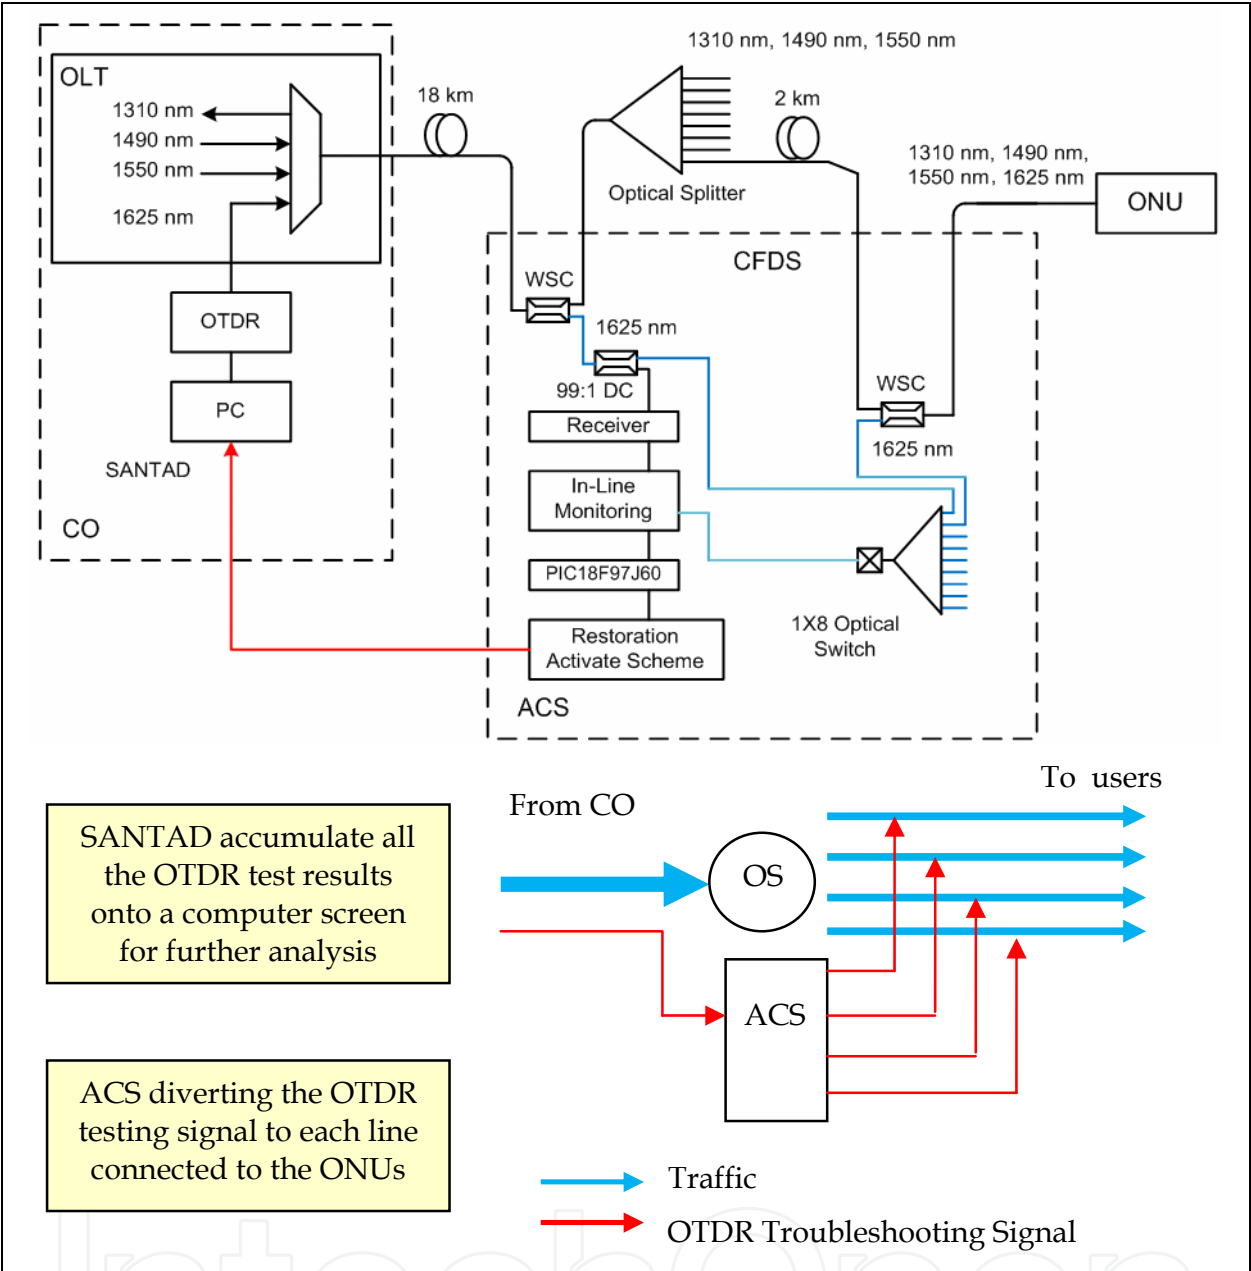 1310 nm, 1490 nm, 1550 nm
OLT
1310 nm
1490 nm
1550 nm
1625 nm
18 km
2 km
Optical Splitter
1310 nm, 1490 nm,
1550 nm, 1625 nm
ONU
CFDS
WSC
1625 nm
OTDR
99:1 DC
PC
WSC
Receiver
1625 nm
SANTAD
In-Line
Monitoring
CO
PIC18F97J60
1X8 Optical
Switch
Restoration
Activate Scheme
ACS
To users
From CO
SANTAD accumulate all
the OTDR test results
onto a computer screen
for further analysis
OS
ACS
ACS diverting the OTDR
testing signal to each line
connected to the ONUs
Traffic
OTDR Troubleshooting Signal
IntechOpen